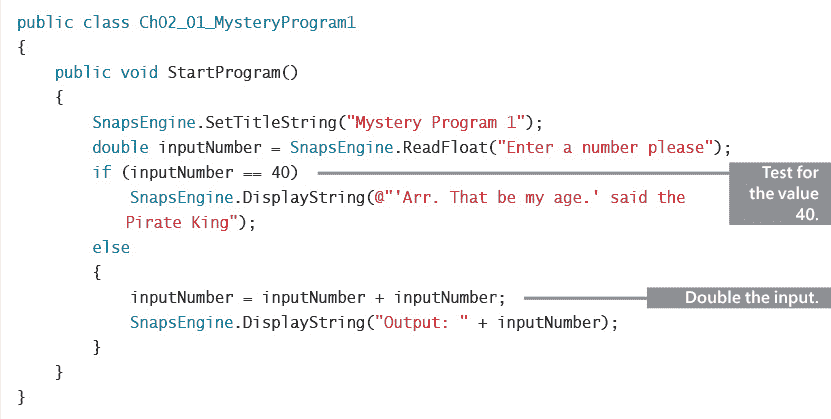 public class Ch02_01_MysteryProgram1
{
public void StartProgram()
{
SnapsEngine.SetTitleString("Mystery Program 1");
double inputNumber = SnapsEngine.ReadFloat("Enter a number please");
if (inputNumber == 40)
Test for
the value
40.
SnapsEngine.DisplayString(@"'Arr. That be my age.' said the
Pirate King");
else
{
inputNumber = inputNumber + inputNumber;
Double the input.
SnapsEngine.DisplayString("Output: " + inputNumber);
}
}
}